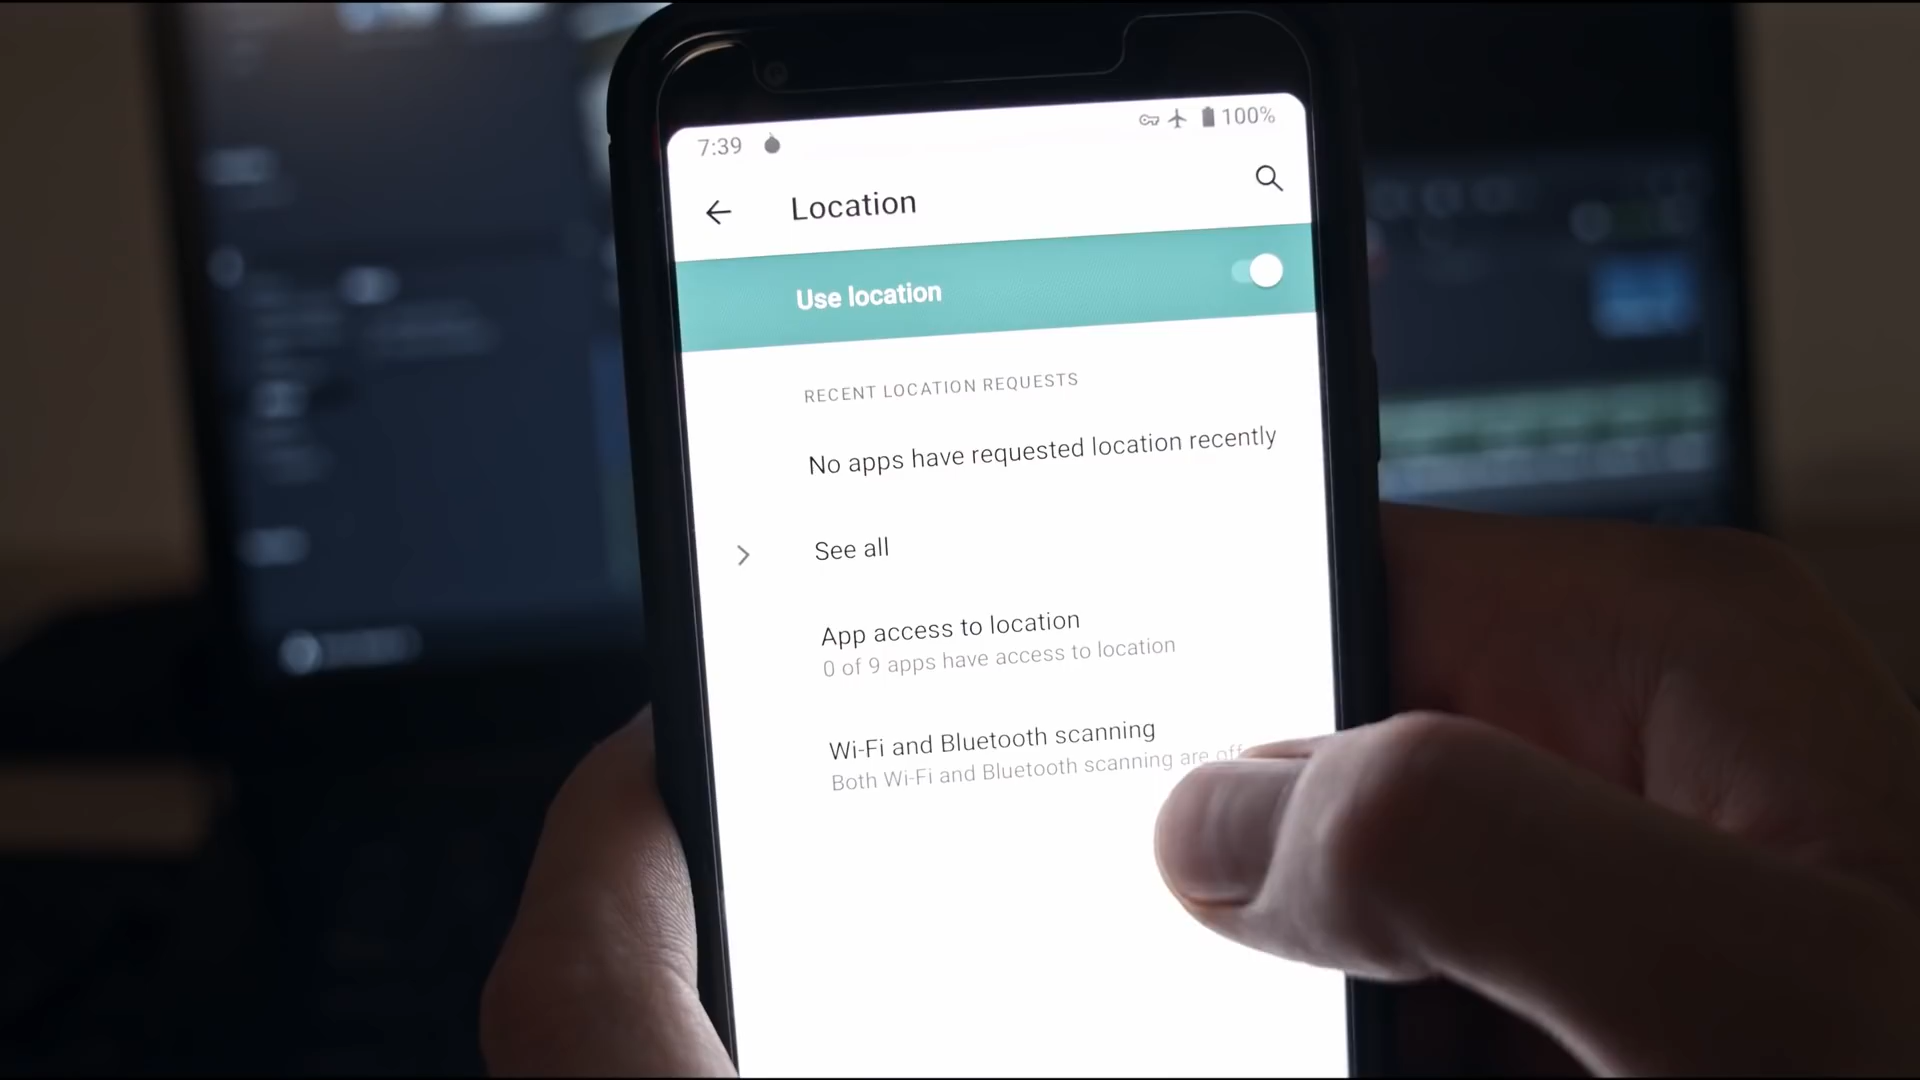 7:39 100%
Location
Use location
RECENT LOCATION REQUESTS
No apps have requested location recently
See all
App access to location
0 of 9 apps have access to location
Wi-Fi and Bluetooth scanning
Both Wi-Fi and Bluetooth scanning are off